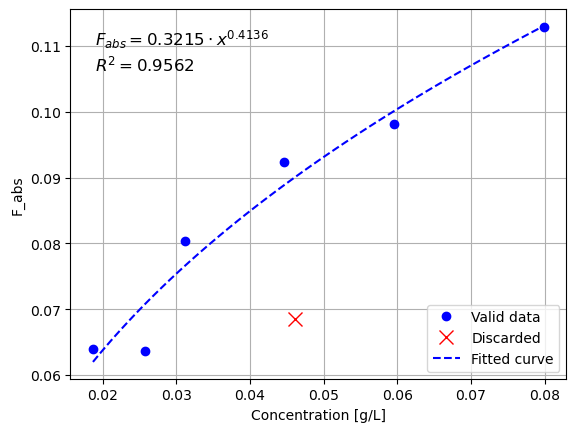 F_abs = 0.3215 · x^0.4136
R² = 0.9562
0.11
0.10
0.09
0.08
0.07
0.06
F_abs
Valid data
Discarded
Fitted curve
0.02 0.03 0.04 0.05 0.06 0.07 0.08
Concentration [g/L]